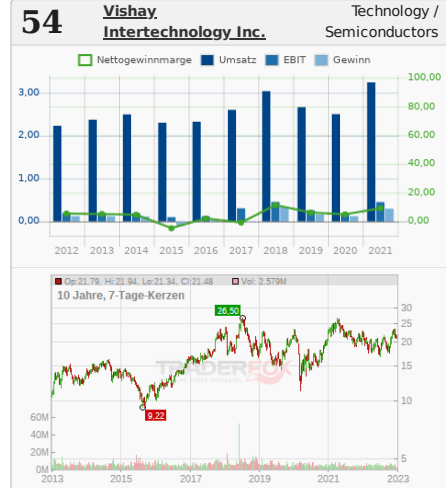 54
Vishay
Intertechnology Inc.
Technology /
Semiconductors
Nettogewinnmarge Umsatz EBIT Gewinn
3,00
2,00
1,00
0,00
100,00
80,00
60,00
40,00
20,00
0,00
2012 2013 2014 2015 2016 2017 2018 2019 2020 2021
Op:21.79, Hi:21.94, Lo:21.34, Cl:21.48 Vol: 2.579M
10 Jahre, 7-Tage-Kerzen
26,50
9,22
TRADERFOX
30
25
20
15
10
5
60M
40M
20M
0M
2013 2015 2017 2019 2021 2023